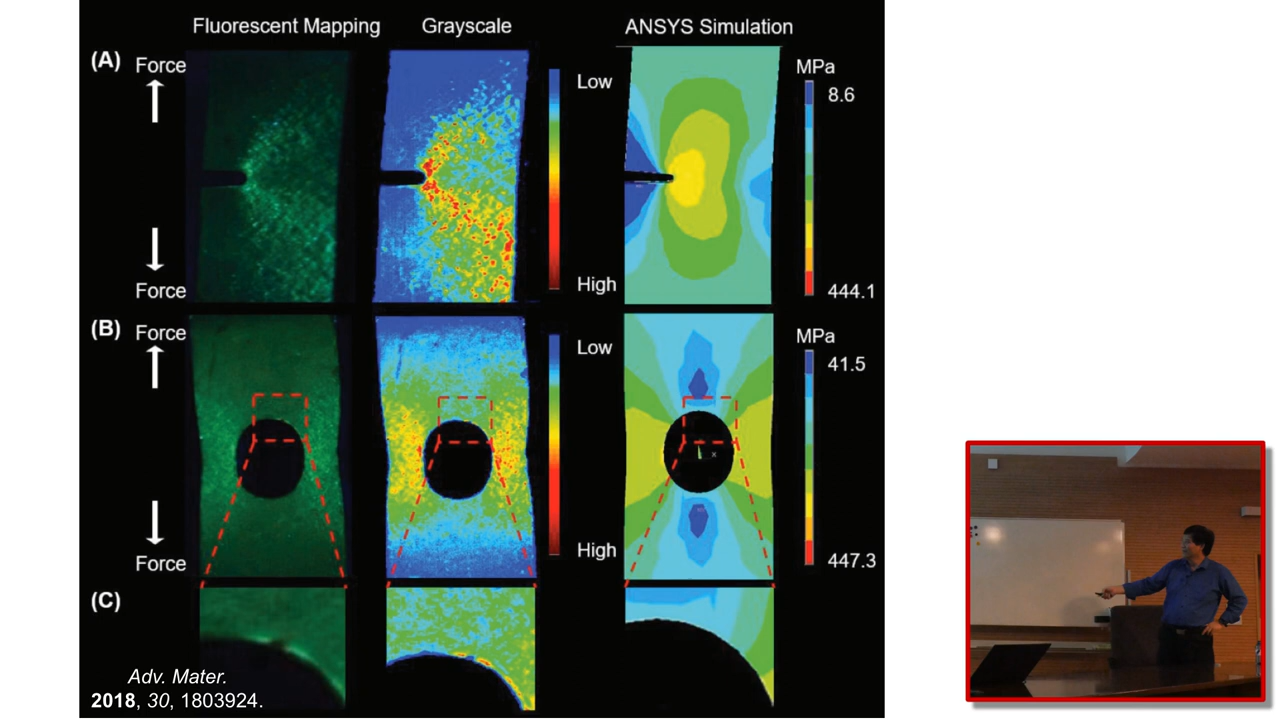 Fluorescent Mapping Grayscale ANSYS Simulation
(A) Force
Low
MPa
8.6
Force
High
444.1
(B) Force
Low
MPa
41.5
Force
High
447.3
(C)
Adv. Mater.
2018, 30, 1803924.